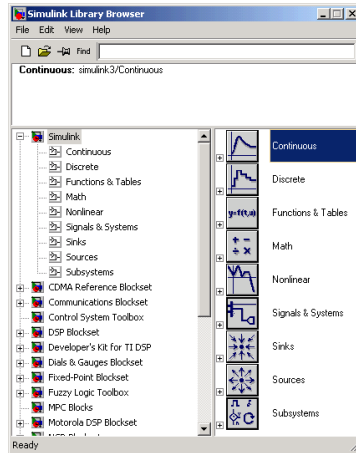 Simulink Library Browser
File Edit View Help
Find
Continuous: simulink3/Continuous
Simulink
Continuous
Discrete
Functions & Tables
Math
Nonlinear
Signals & Systems
Sinks
Sources
Subsystems
CDMA Reference Blockset
Communications Blockset
Control System Toolbox
DSP Blockset
Developer's Kit for TI DSP
Dials & Gauges Blockset
Fixed-Point Blockset
Fuzzy Logic Toolbox
MPC Blocks
Motorola DSP Blockset
Continuous
Discrete
y=f(t,u)
Functions & Tables
Math
Nonlinear
Signals & Systems
Sinks
Sources
Subsystems
Ready